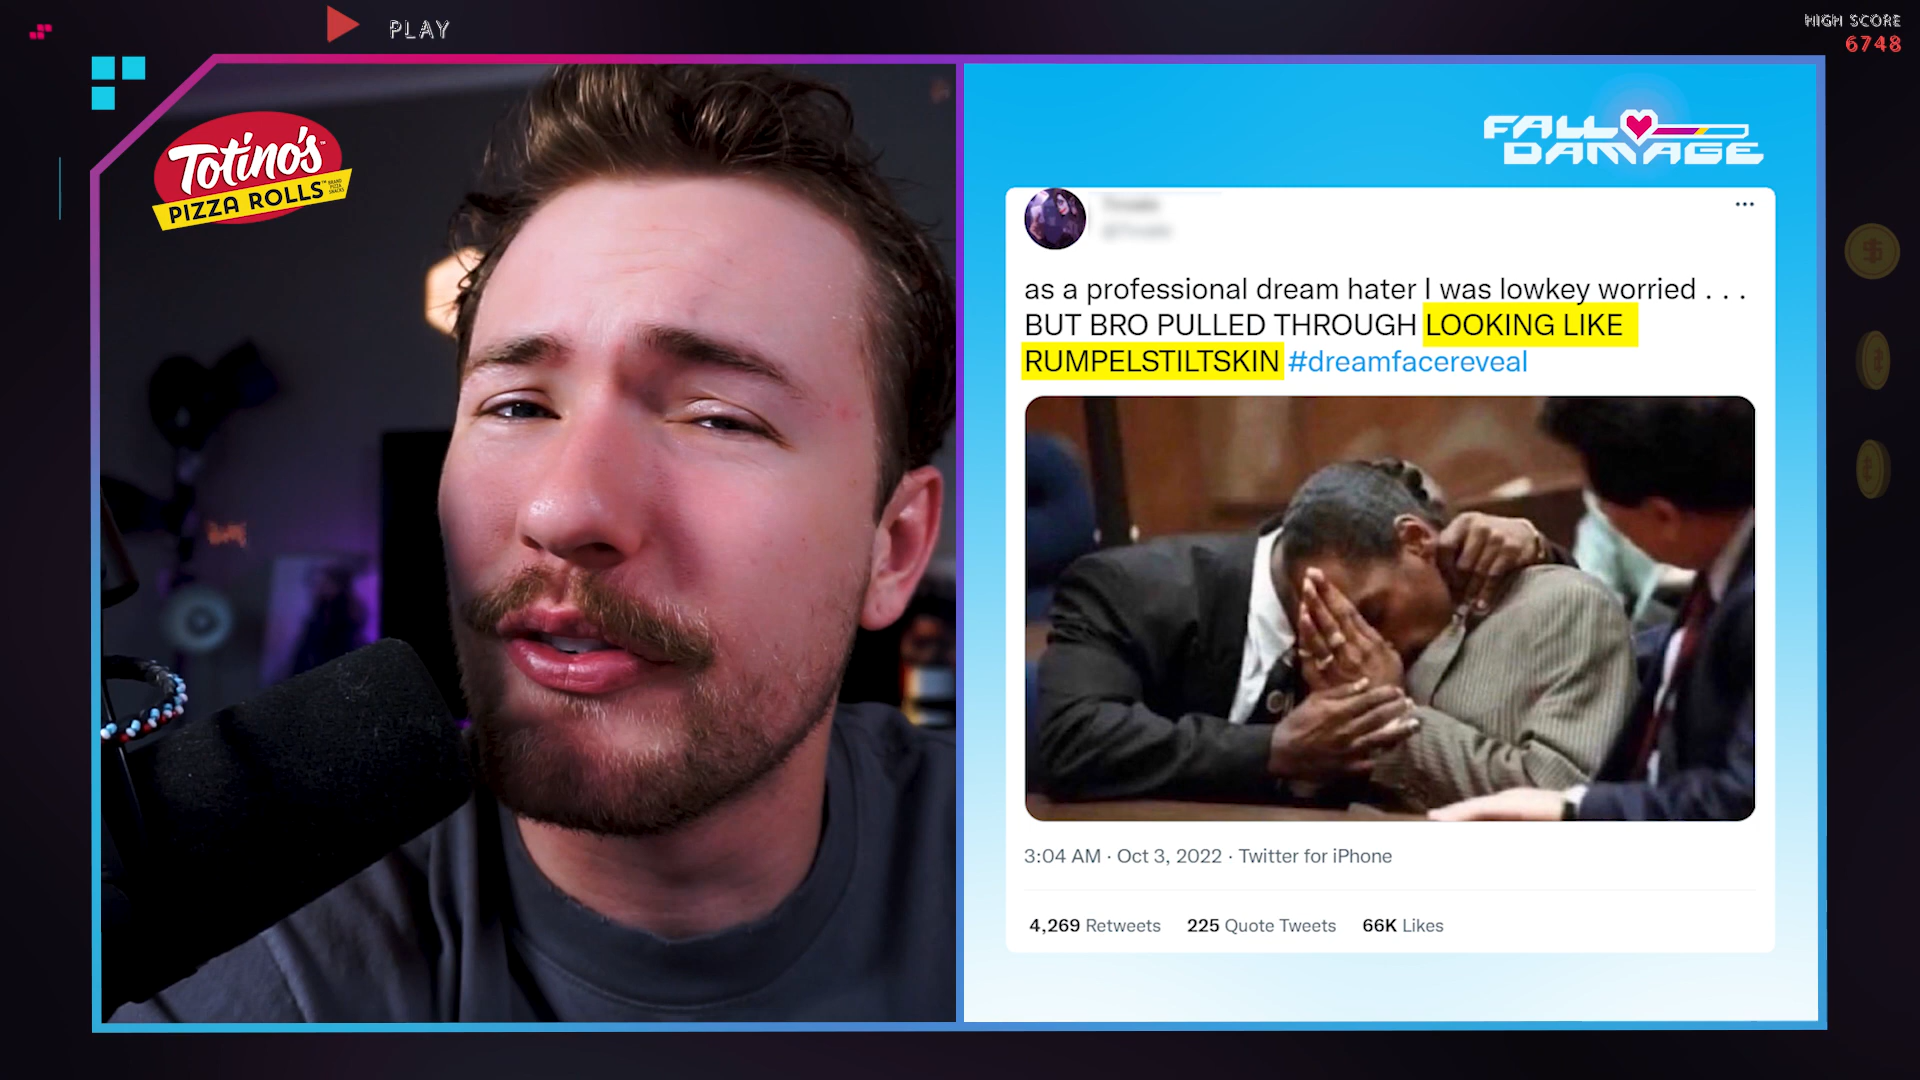 PLAY
HIGH SCORE
6748
Totino's
PIZZA ROLLS
FALL
DAMAGE
as a professional dream hater I was lowkey worried . . .
BUT BRO PULLED THROUGH LOOKING LIKE
RUMPELSTILTSKIN #dreamfacereveal
3:04 AM · Oct 3, 2022 · Twitter for iPhone
4,269 Retweets 225 Quote Tweets 66K Likes